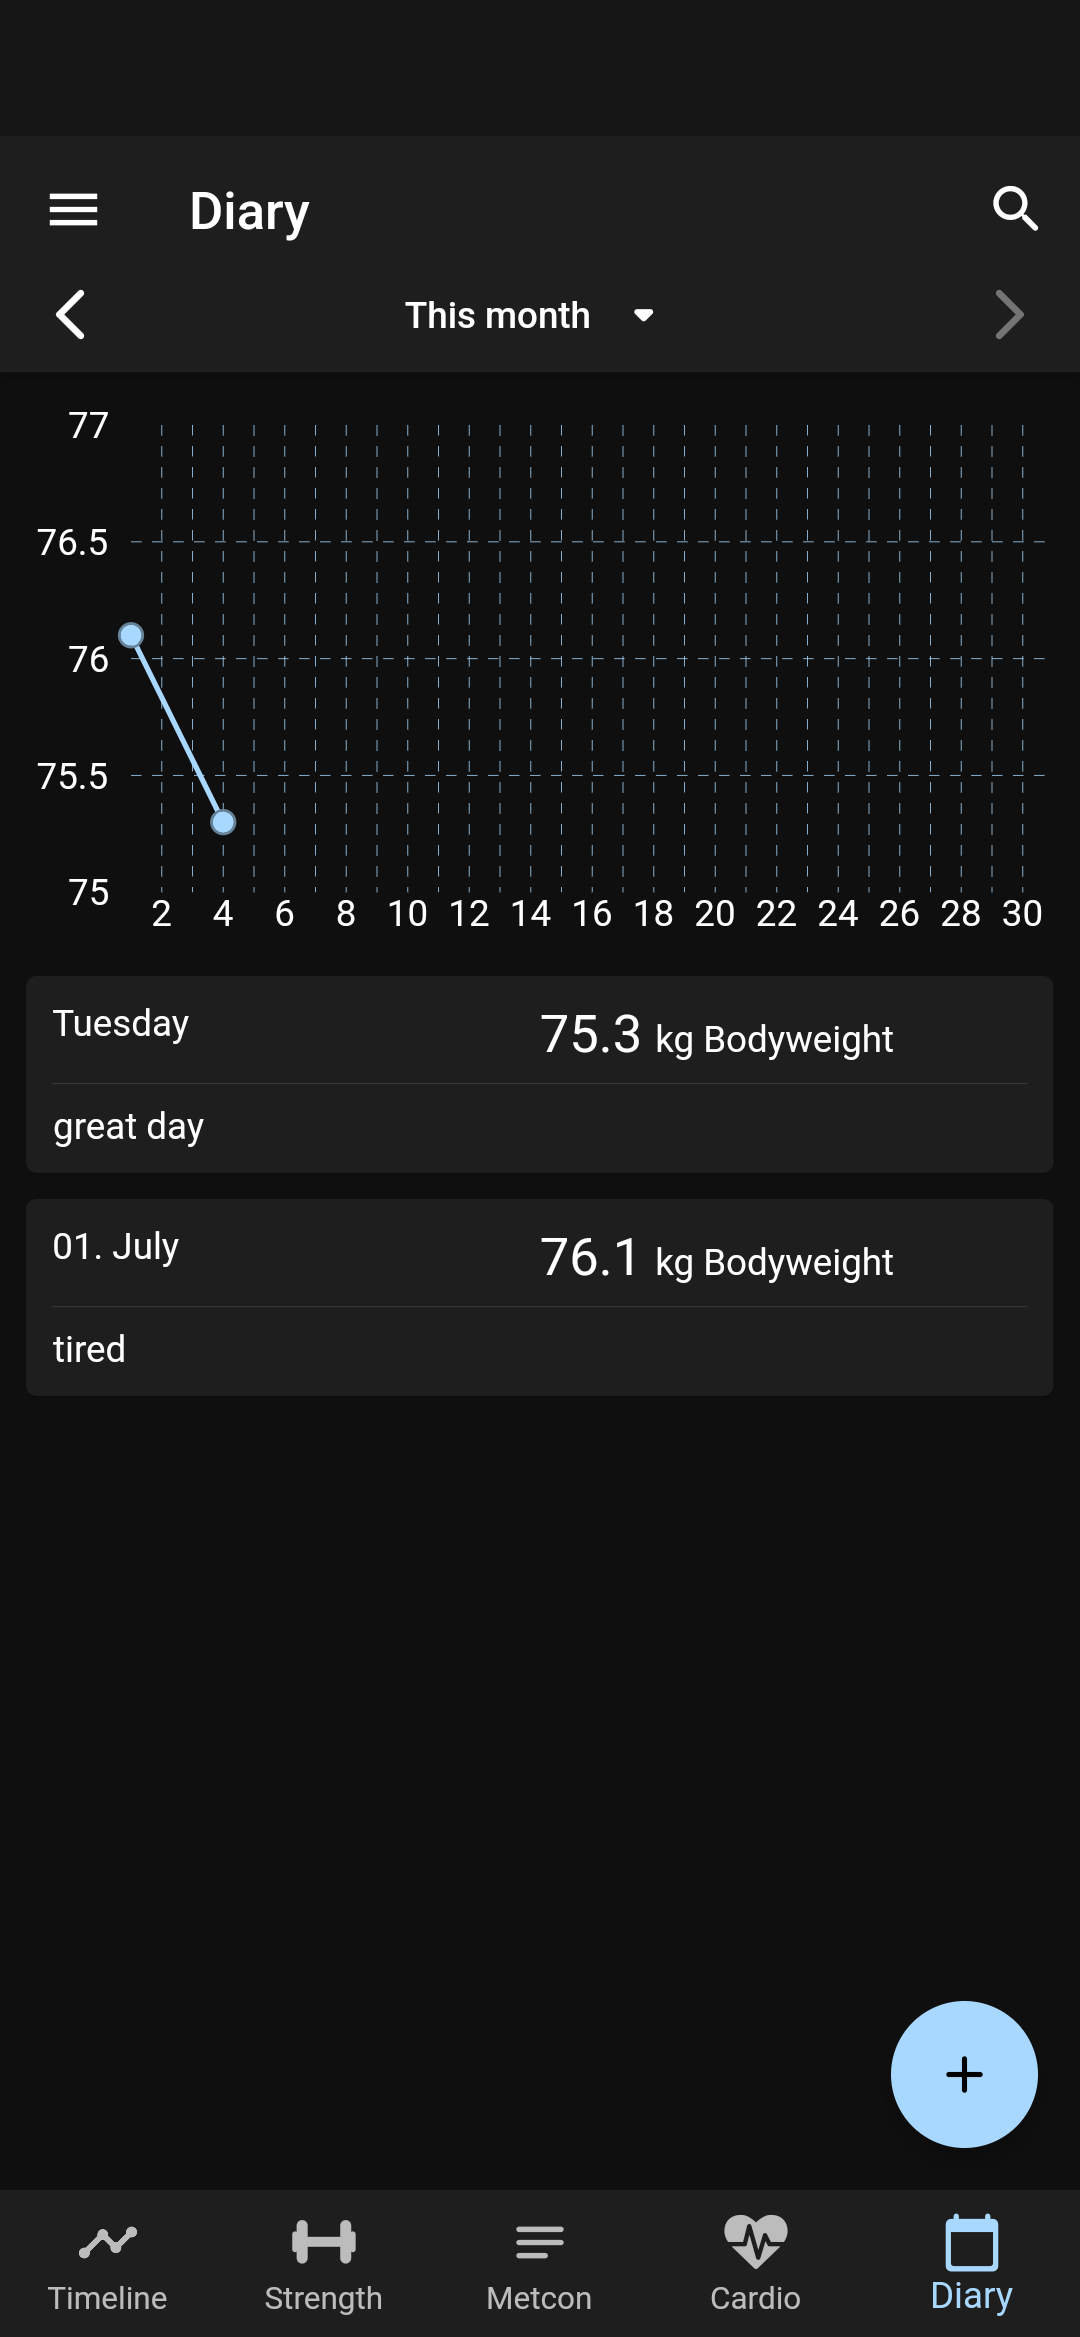 Diary
This month
77
76.5
76
75.5
75
2 4 6 8 10 12 14 16 18 20 22 24 26 28 30
Tuesday 75.3 kg Bodyweight
great day
01. July 76.1 kg Bodyweight
tired
Timeline Strength Metcon Cardio Diary